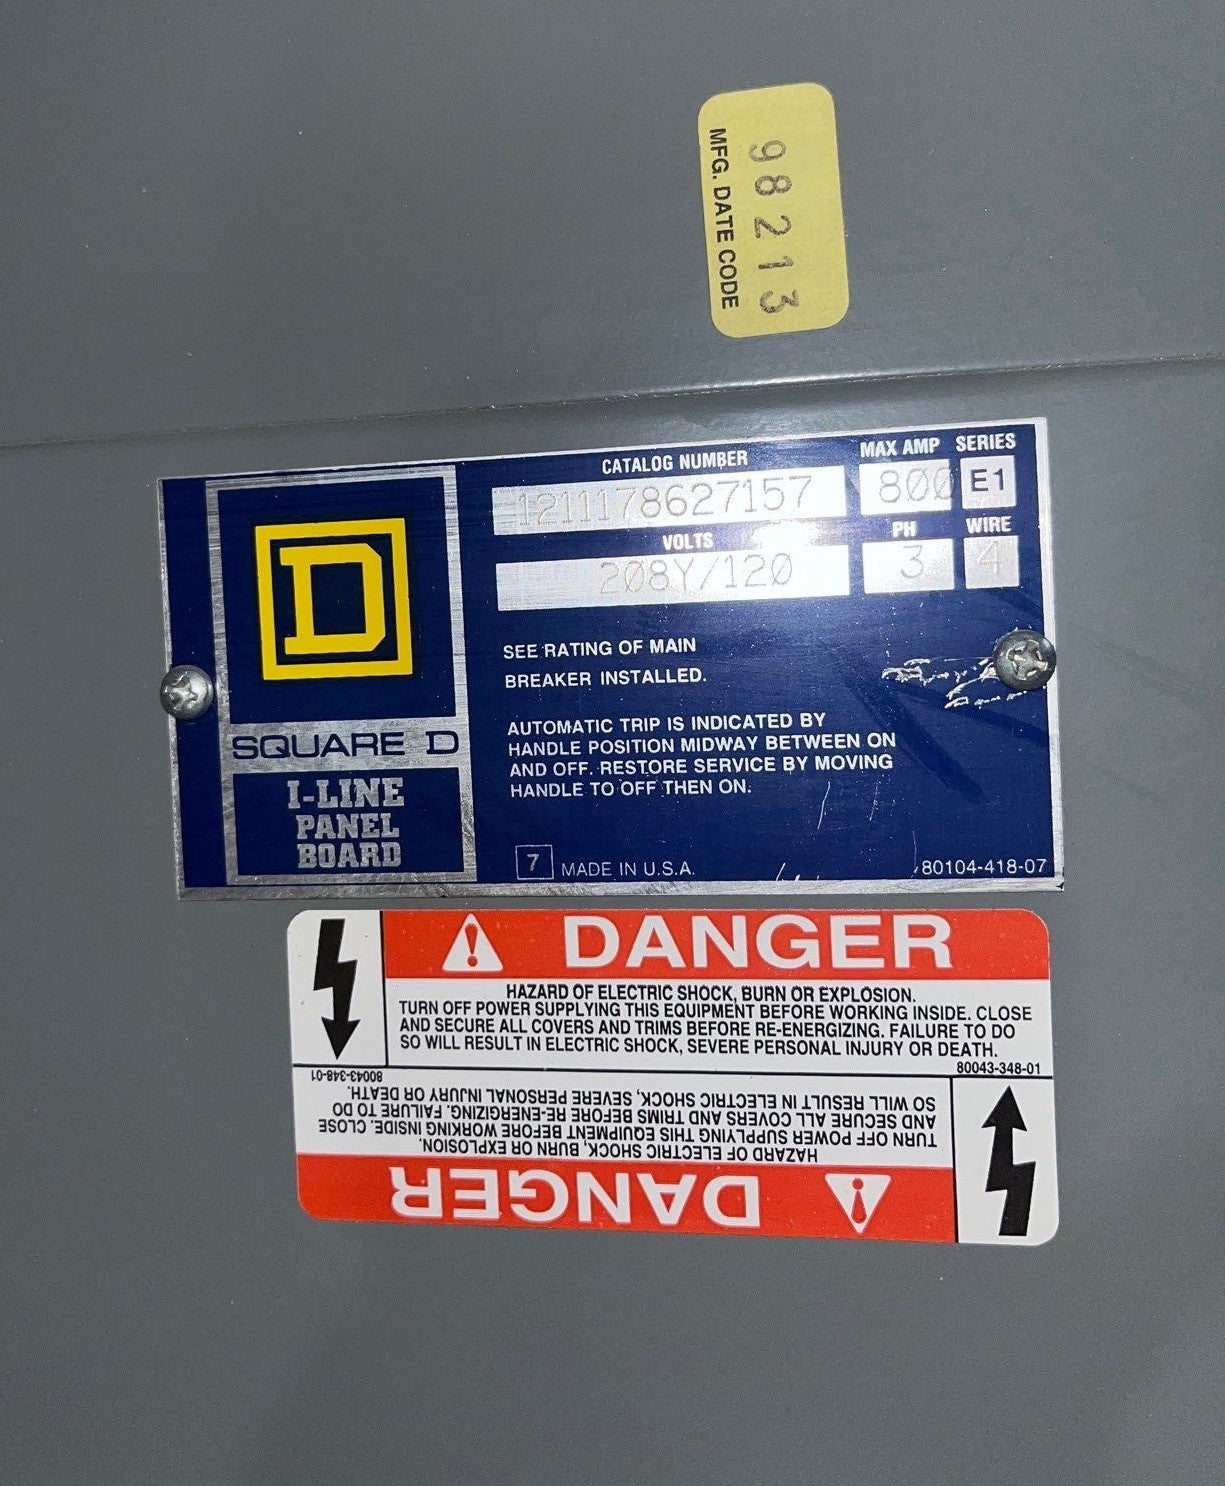 98213
MFG. DATE CODE
CATALOG NUMBER
MAX AMP
SERIES
1211178627157
800
E1
VOLTS
PH
WIRE
208Y/120
3
4
D
SQUARE D
I-LINE
PANEL
BOARD
SEE RATING OF MAIN
BREAKER INSTALLED.
AUTOMATIC TRIP IS INDICATED BY
HANDLE POSITION MIDWAY BETWEEN ON
AND OFF. RESTORE SERVICE BY MOVING
HANDLE TO OFF THEN ON.
7 MADE IN U.S.A.
80104-418-07
DANGER
HAZARD OF ELECTRIC SHOCK, BURN OR EXPLOSION.
TURN OFF POWER SUPPLYING THIS EQUIPMENT BEFORE WORKING INSIDE. CLOSE
AND SECURE ALL COVERS AND TRIMS BEFORE RE-ENERGIZING. FAILURE TO DO
SO WILL RESULT IN ELECTRIC SHOCK, SEVERE PERSONAL INJURY OR DEATH.
80043-348-01
DANGER
HAZARD OF ELECTRIC SHOCK, BURN OR EXPLOSION.
TURN OFF POWER SUPPLYING THIS EQUIPMENT BEFORE WORKING INSIDE. CLOSE
AND SECURE ALL COVERS AND TRIMS BEFORE RE-ENERGIZING. FAILURE TO DO
SO WILL RESULT IN ELECTRIC SHOCK, SEVERE PERSONAL INJURY OR DEATH.
80043-348-01